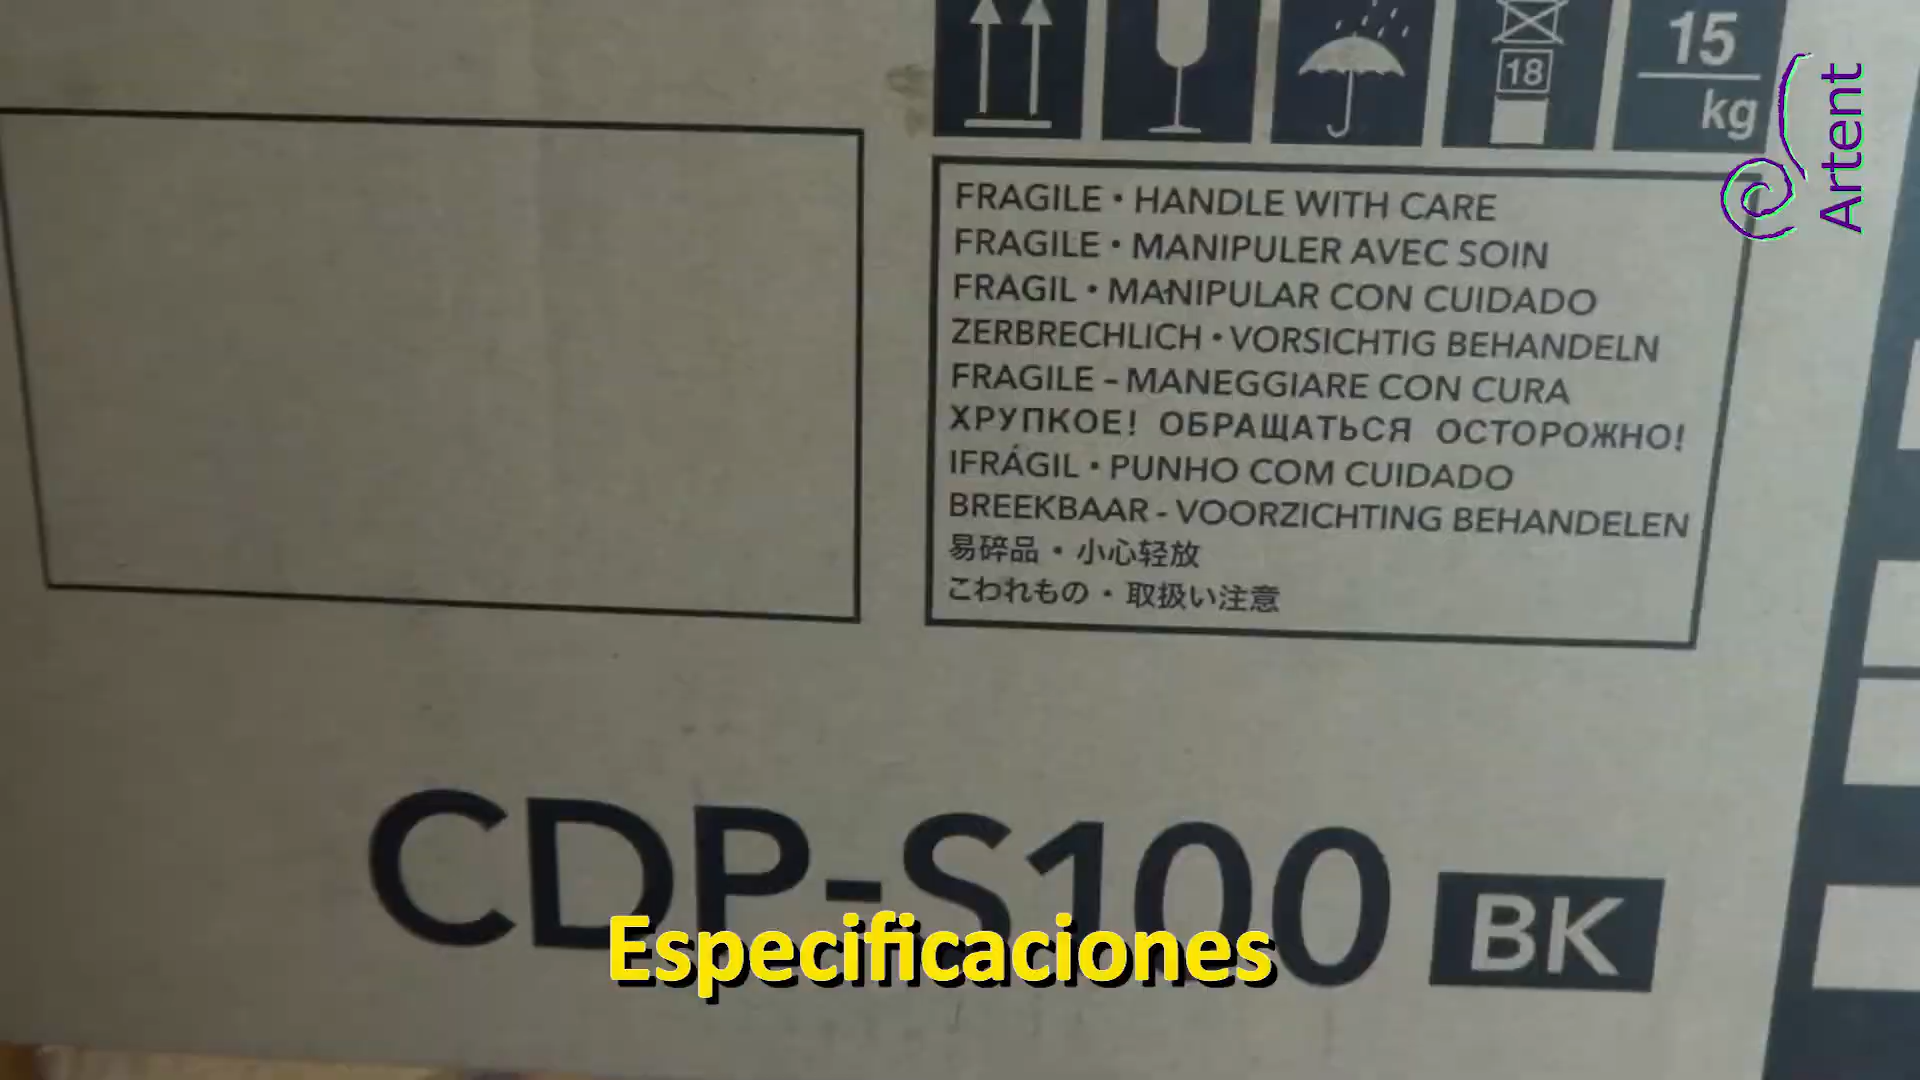 18
15
kg
Artent
FRAGILE • HANDLE WITH CARE
FRAGILE • MANIPULER AVEC SOIN
FRAGIL • MANIPULAR CON CUIDADO
ZERBRECHLICH • VORSICHTIG BEHANDELN
FRAGILE – MANEGGIARE CON CURA
ХРУПКОЕ! ОБРАЩАТЬСЯ ОСТОРОЖНО!
IFRÁGIL • PUNHO COM CUIDADO
BREEKBAAR - VOORZICHTING BEHANDELEN
易碎品・小心轻放
こわれもの・取扱い注意
CDP-S100 BK
Especificaciones